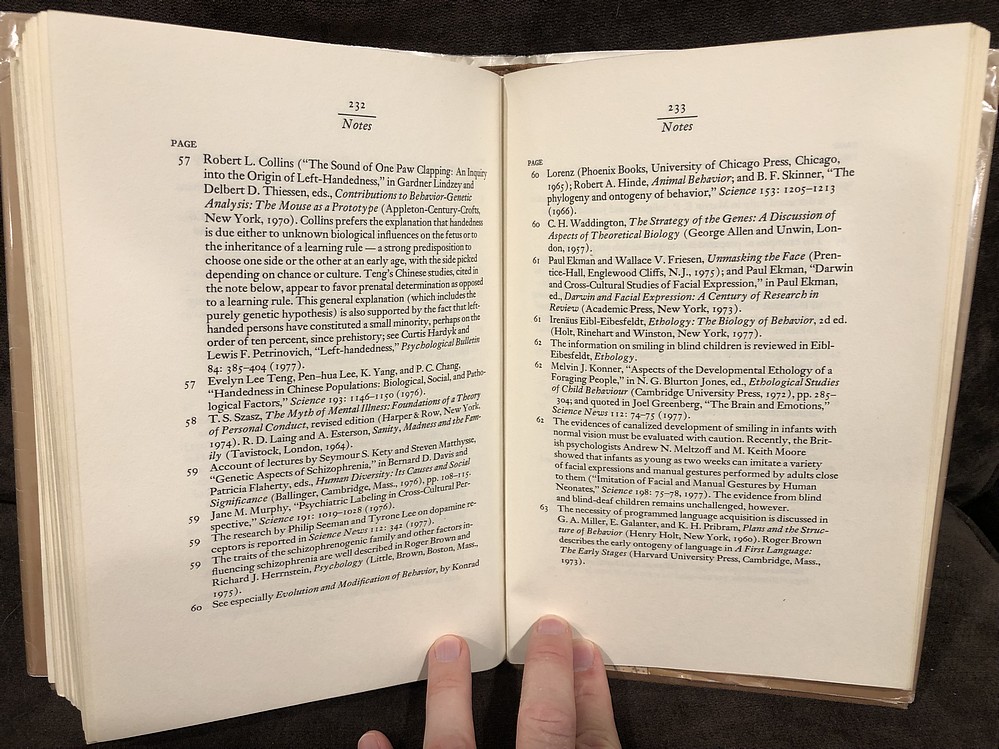 232
Notes
PAGE
57 Robert L. Collins ("The Sound of One Paw Clapping: An Inquiry
into the Origin of Left-Handedness," in Gardner Lindzey and
Delbert D. Thiessen, eds., Contributions to Behavior-Genetic
Analysis: The Mouse as a Prototype (Appleton-Century-Crofts,
New York, 1970). Collins prefers the explanation that handedness
is due either to unknown biological influences on the fetus or to
the inheritance of a learning rule — a strong predisposition to
choose one side or the other at an early age, with the side picked
depending on chance or culture. Teng's Chinese studies, cited in
the note below, appear to favor prenatal determination as opposed
to a learning rule. This general explanation (which includes the
purely genetic hypothesis) is also supported by the fact that left-
handed persons have constituted a small minority, perhaps on the
order of ten percent, since prehistory; see Curtis Hardyk and
Lewis F. Petrinovich, "Left-handedness," Psychological Bulletin
84: 385–404 (1977).
57 Evelyn Lee Teng, Pen-hua Lee, K. Yang, and P. C. Chang,
"Handedness in Chinese Populations: Biological, Social, and Patho-
logical Factors," Science 193: 1146–1150 (1976).
58 T. S. Szasz, The Myth of Mental Illness: Foundations of a Theory
of Personal Conduct, revised edition (Harper & Row, New York,
1974). R. D. Laing and A. Esterson, Sanity, Madness and the Fam-
ily (Tavistock, London, 1964).
59 Account of lectures by Seymour S. Kety and Steven Matthysse,
"Genetic Aspects of Schizophrenia," in Bernard D. Davis and
Patricia Flaherty, eds., Human Diversity: Its Causes and Social
Significance (Ballinger, Cambridge, Mass., 1976), pp. 108–115.
59 Jane M. Murphy, "Psychiatric Labeling in Cross-Cultural Per-
spective," Science 191: 1019–1028 (1976).
59 The research by Philip Seeman and Tyrone Lee on dopamine re-
ceptors is reported in Science News 112: 342 (1977).
59 The traits of the schizophrenogenic family and other factors in-
fluencing schizophrenia are well described in Roger Brown and
Richard J. Herrnstein, Psychology (Little, Brown, Boston, Mass.,
1975).
60 See especially Evolution and Modification of Behavior, by Konrad
233
Notes
PAGE
60 Lorenz (Phoenix Books, University of Chicago Press, Chicago,
1965); Robert A. Hinde, Animal Behavior; and B. F. Skinner, "The
phylogeny and ontogeny of behavior," Science 153: 1205–1213
(1966).
60 C. H. Waddington, The Strategy of the Genes: A Discussion of
Aspects of Theoretical Biology (George Allen and Unwin, Lon-
don, 1957).
61 Paul Ekman and Wallace V. Friesen, Unmasking the Face (Pren-
tice-Hall, Englewood Cliffs, N.J., 1975); and Paul Ekman, "Darwin
and Cross-Cultural Studies of Facial Expression," in Paul Ekman,
ed., Darwin and Facial Expression: A Century of Research in
Review (Academic Press, New York, 1973).
61 Irenäus Eibl-Eibesfeldt, Ethology: The Biology of Behavior, 2d ed.
(Holt, Rinehart and Winston, New York, 1977).
62 The information on smiling in blind children is reviewed in Eibl-
Eibesfeldt, Ethology.
62 Melvin J. Konner, "Aspects of the Developmental Ethology of a
Foraging People," in N. G. Blurton Jones, ed., Ethological Studies
of Child Behaviour (Cambridge University Press, 1972), pp. 285–
304; and quoted in Joel Greenberg, "The Brain and Emotions,"
Science News 112: 74–75 (1977).
62 The evidences of canalized development of smiling in infants with
normal vision must be evaluated with caution. Recently, the Brit-
ish psychologists Andrew N. Meltzoff and M. Keith Moore
showed that infants as young as two weeks can imitate a variety
of facial expressions and manual gestures performed by adults close
to them ("Imitation of Facial and Manual Gestures by Human
Neonates," Science 198: 75–78, 1977). The evidence from blind
and blind-deaf children remains unchallenged, however.
63 The necessity of programmed language acquisition is discussed in
G. A. Miller, E. Galanter, and K. H. Pribram, Plans and the Struc-
ture of Behavior (Henry Holt, New York, 1960). Roger Brown
describes the early ontogeny of language in A First Language:
The Early Stages (Harvard University Press, Cambridge, Mass.,
1973).